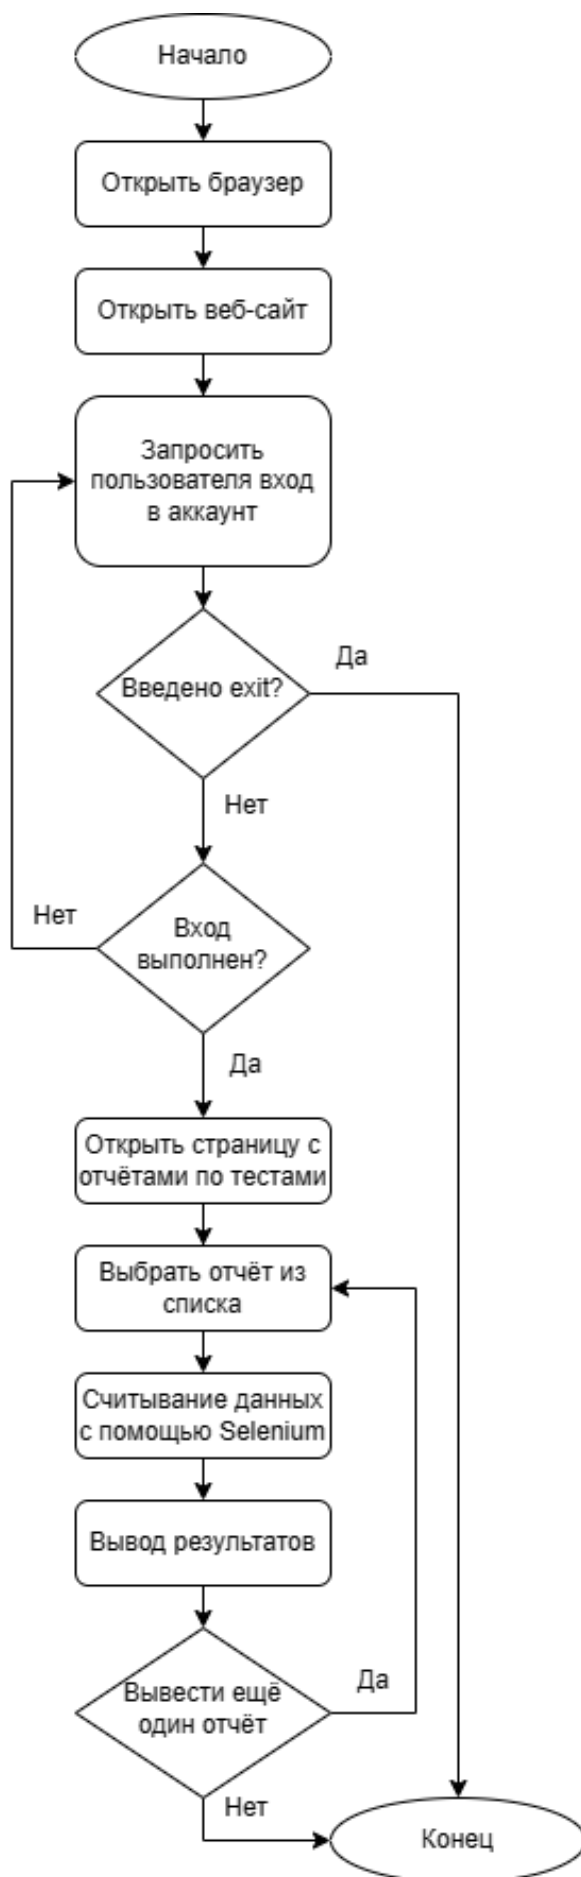 Начало
Открыть браузер
Открыть веб-сайт
Запросить
пользователя вход
в аккаунт
Введено exit?
Да
Нет
Вход
выполнен?
Нет
Да
Открыть страницу с
отчётами по тестами
Выбрать отчёт из
списка
Считывание данных
с помощью Selenium
Вывод результатов
Вывести ещё
один отчёт
Да
Нет
Конец